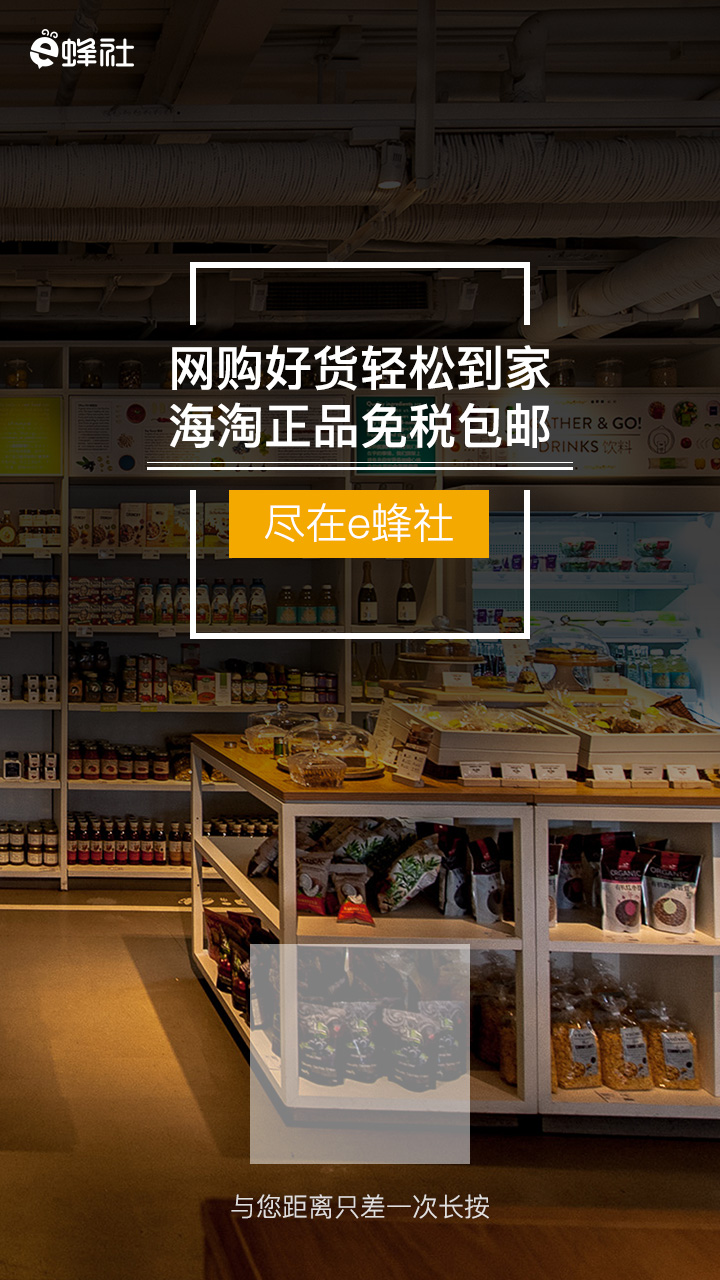 e蜂社
网购好货轻松到家
海淘正品免税包邮
THER & GO!
DRINKS 饮料
尽在e蜂社
ORGANIC
ORGANIC
与您距离只差一次长按